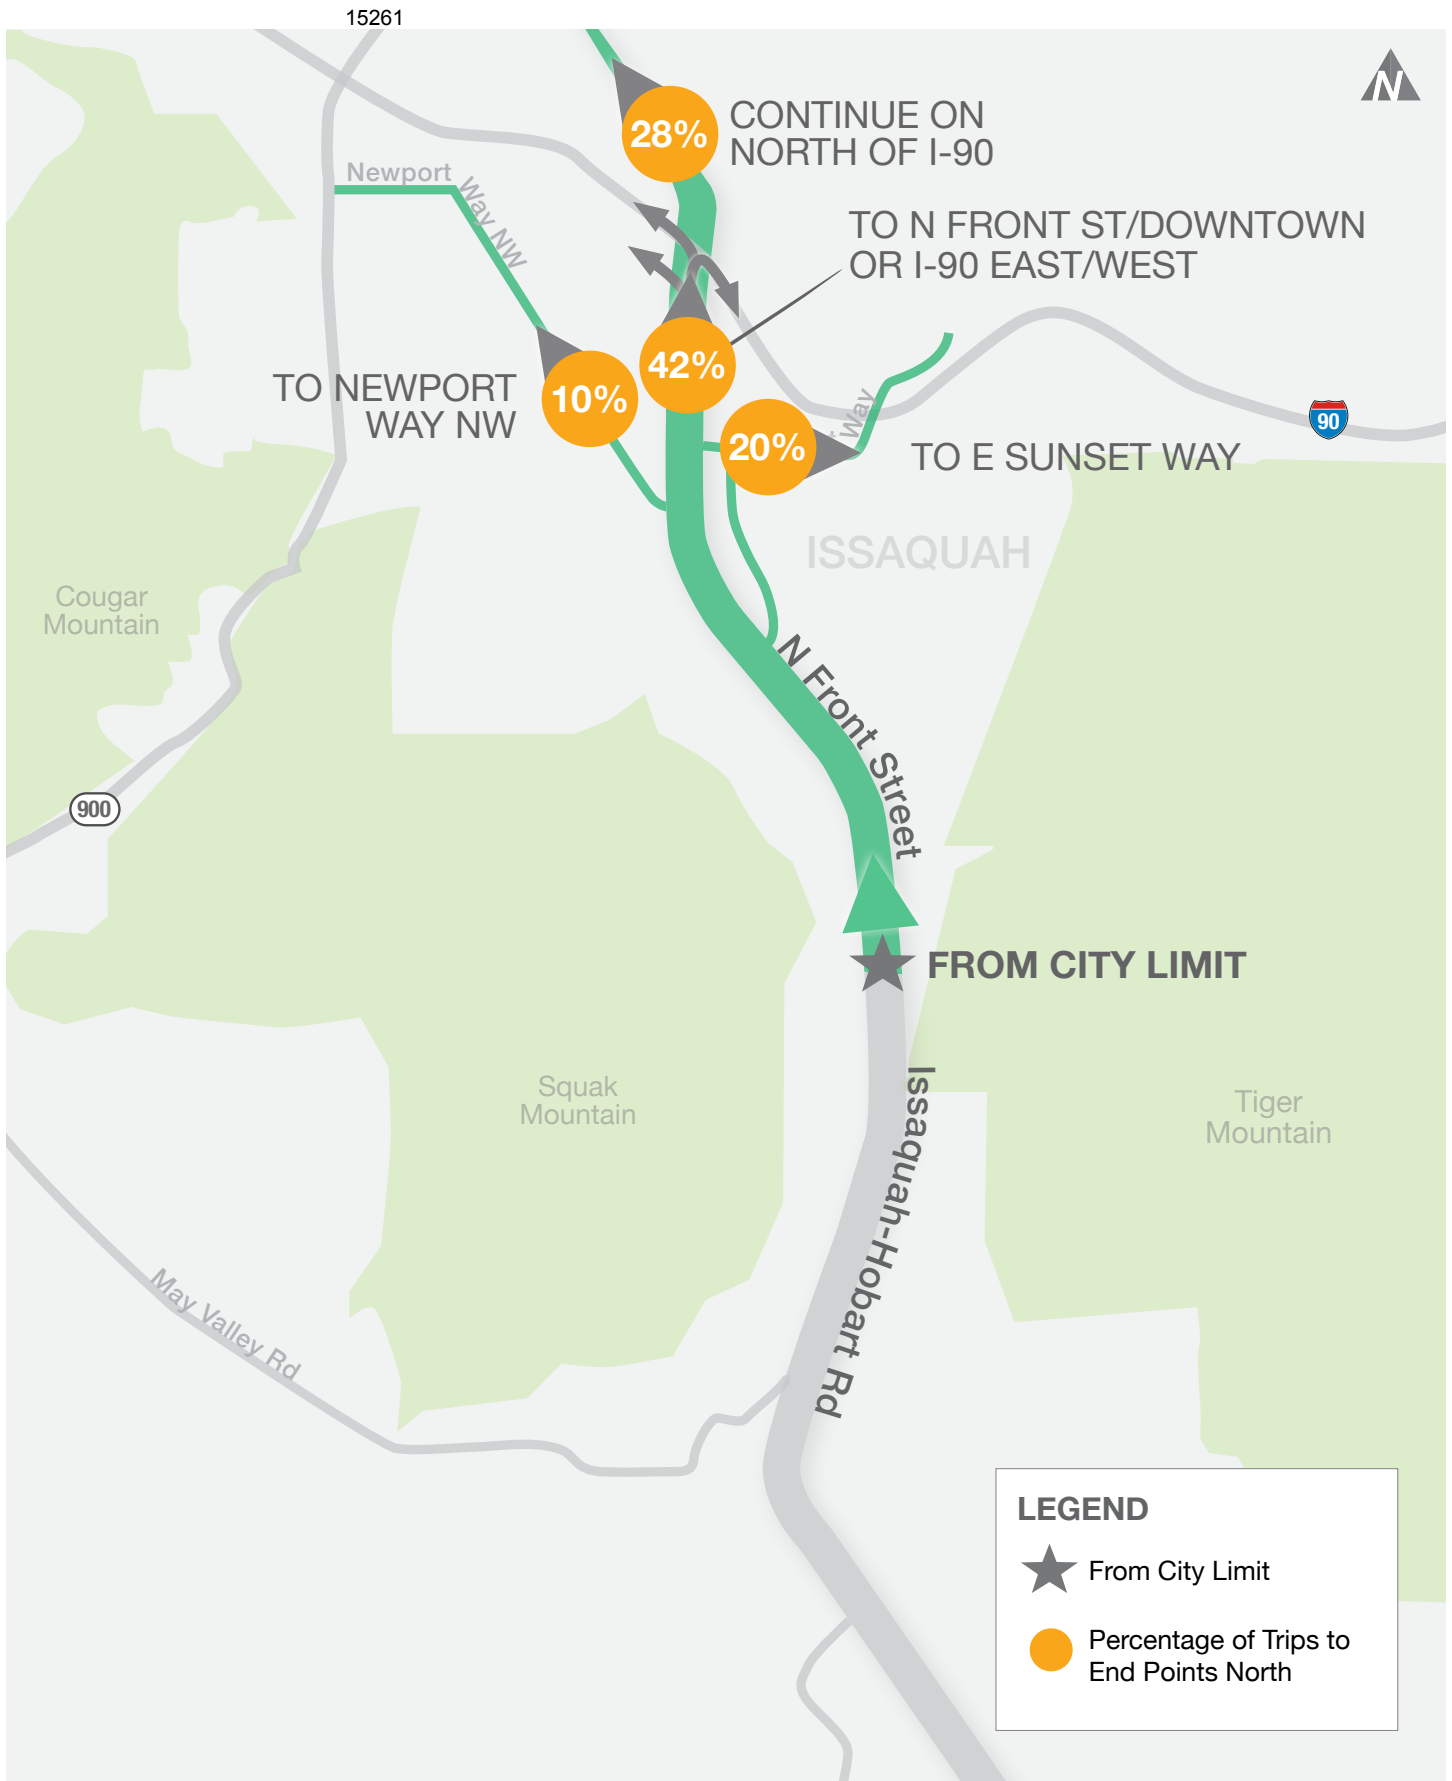 15261
N
28%
CONTINUE ON
NORTH OF I-90
Newport
Way NW
TO N FRONT ST/DOWNTOWN
OR I-90 EAST/WEST
42%
TO NEWPORT
WAY NW
10%
Way
90
20%
TO E SUNSET WAY
ISSAQUAH
Cougar
Mountain
N Front Street
900
FROM CITY LIMIT
Squak
Mountain
Issaquah-Hobart Rd
Tiger
Mountain
May Valley Rd
LEGEND
From City Limit
Percentage of Trips to
End Points North